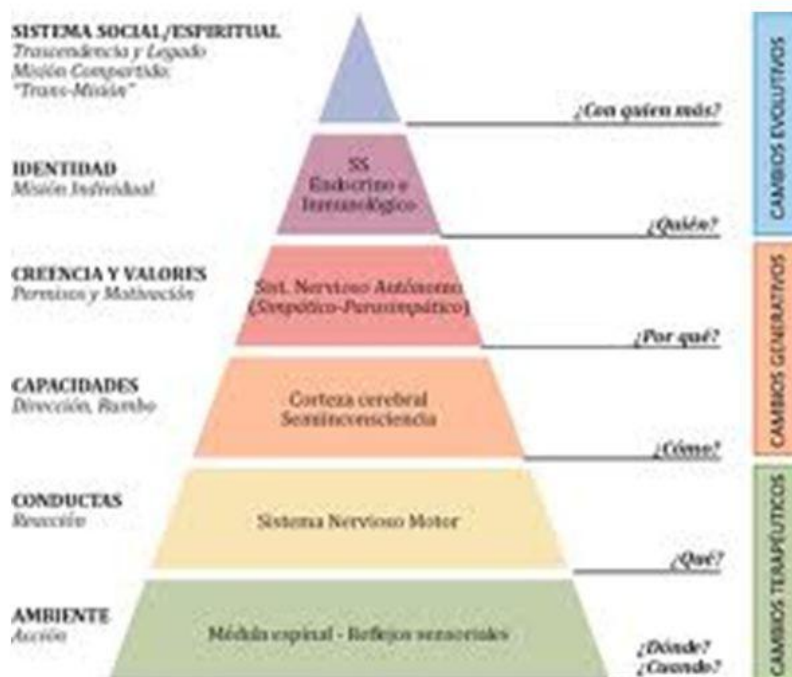 SISTEMA SOCIAL/ESPIRITUAL
Trascendencia y Legado
Misión Compartido:
"Trans-Misión"
¿Con quien más?
IDENTIDAD
Misión Individual
SS
Endocrino e
Inmunológico
¿Quién?
CREENCIA Y VALORES
Permisos y Motivación
Sist. Nervioso Autónomo
(Simpático-Parasimpático)
¿Por qué?
CAPACIDADES
Dirección, Rumbo
Corteza cerebral
Semiinconsciencia
¿Cómo?
CONDUCTAS
Reacción
Sistema Nervioso Motor
¿Qué?
AMBIENTE
Acción
Médula espinal - Reflejos sensoriales
¿Dónde?
¿Cuando?
CAMBIOS EVOLUTIVOS
CAMBIOS GENERATIVOS
CAMBIOS TERAPÉUTICOS